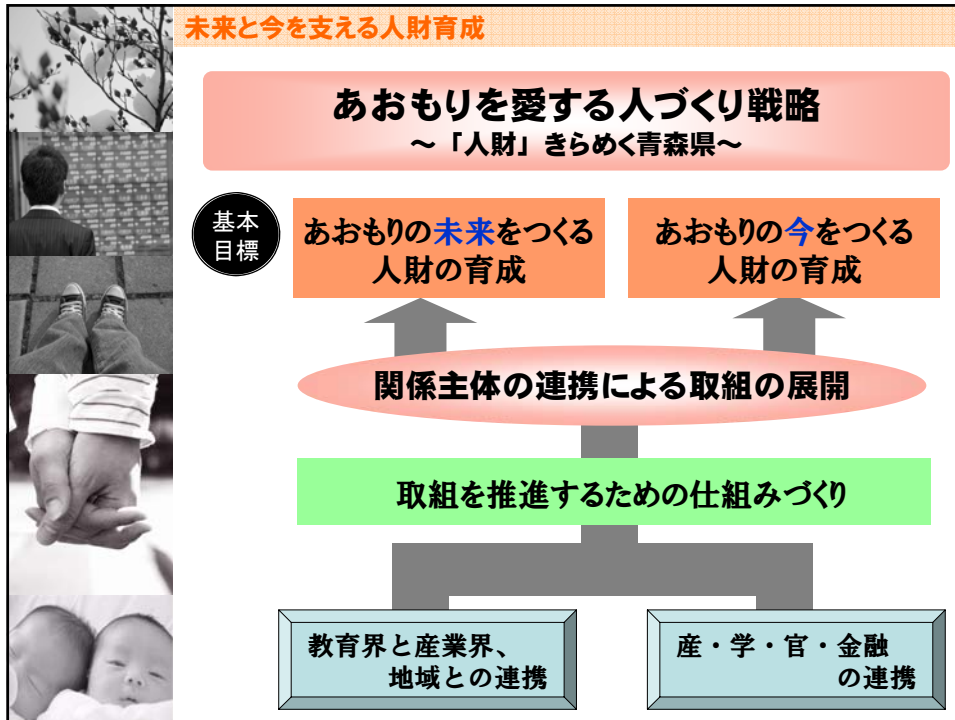 未来と今を支える人財育成
あおもりを愛する人づくり戦略
～「人財」きらめく青森県～
基本
目標
あおもりの未来をつくる
人財の育成
あおもりの今をつくる
人財の育成
関係主体の連携による取組の展開
取組を推進するための仕組みづくり
教育界と産業界、
地域との連携
産・学・官・金融
の連携